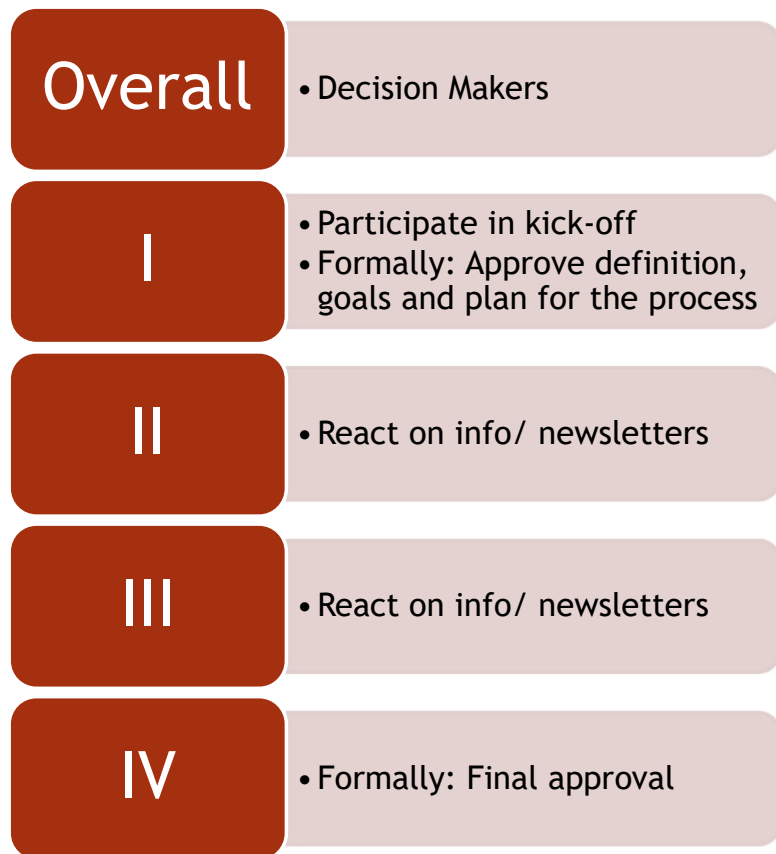 Overall
• Decision Makers
I
• Participate in kick-off
• Formally: Approve definition,
goals and plan for the process
II
• React on info/ newsletters
III
• React on info/ newsletters
IV
• Formally: Final approval